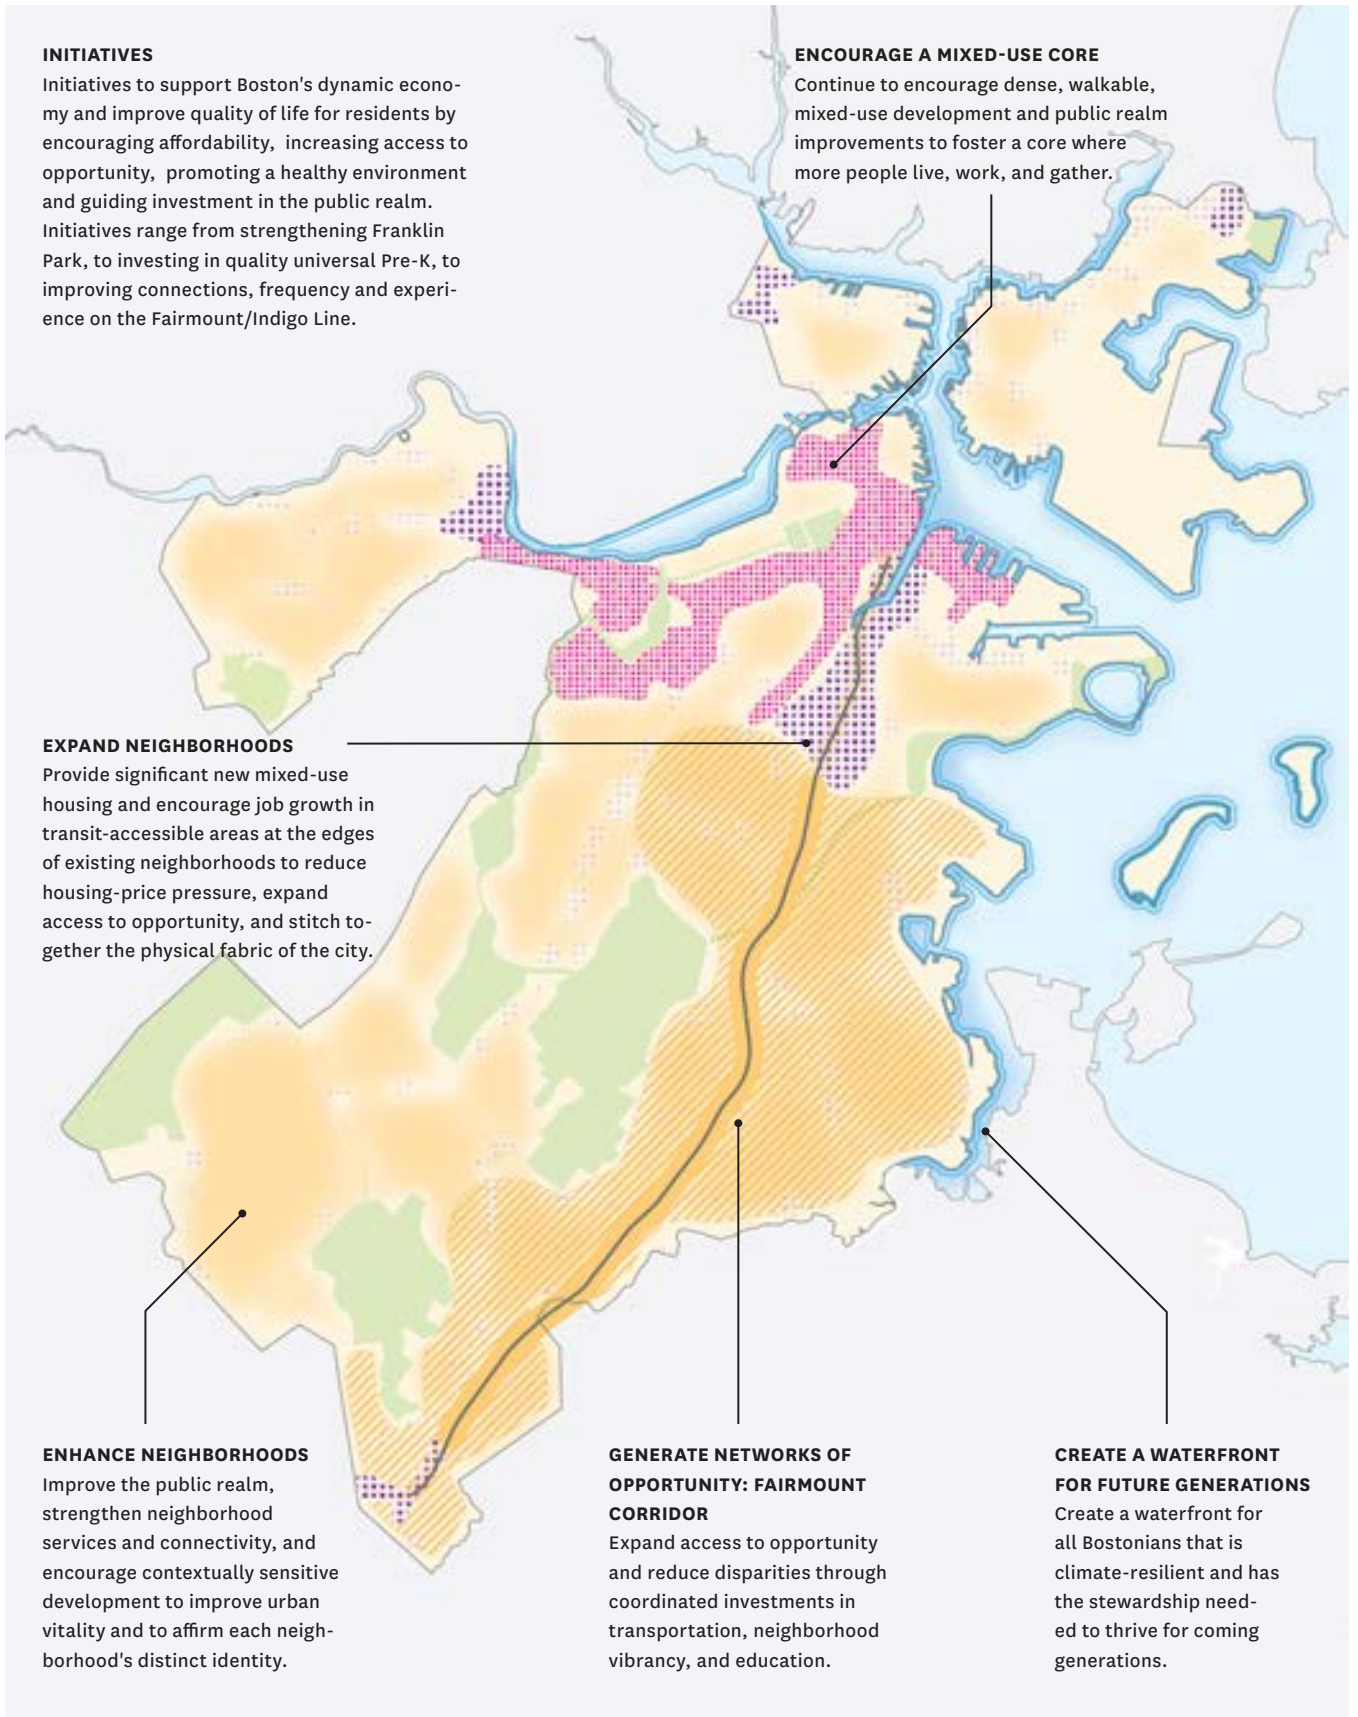 INITIATIVES
Initiatives to support Boston's dynamic econo-
my and improve quality of life for residents by
encouraging affordability,  increasing access to
opportunity,  promoting a healthy environment
and guiding investment in the public realm.
Initiatives range from strengthening Franklin
Park, to investing in quality universal Pre-K, to
improving connections, frequency and experi-
ence on the Fairmount/Indigo Line.
ENCOURAGE A MIXED-USE CORE
Continue to encourage dense, walkable,
mixed-use development and public realm
improvements to foster a core where
more people live, work, and gather.
EXPAND NEIGHBORHOODS
Provide significant new mixed-use
housing and encourage job growth in
transit-accessible areas at the edges
of existing neighborhoods to reduce
housing-price pressure, expand
access to opportunity, and stitch to-
gether the physical fabric of the city.
ENHANCE NEIGHBORHOODS
Improve the public realm,
strengthen neighborhood
services and connectivity, and
encourage contextually sensitive
development to improve urban
vitality and to affirm each neigh-
borhood's distinct identity.
GENERATE NETWORKS OF
OPPORTUNITY: FAIRMOUNT
CORRIDOR
Expand access to opportunity
and reduce disparities through
coordinated investments in
transportation, neighborhood
vibrancy, and education.
CREATE A WATERFRONT
FOR FUTURE GENERATIONS
Create a waterfront for
all Bostonians that is
climate-resilient and has
the stewardship need-
ed to thrive for coming
generations.